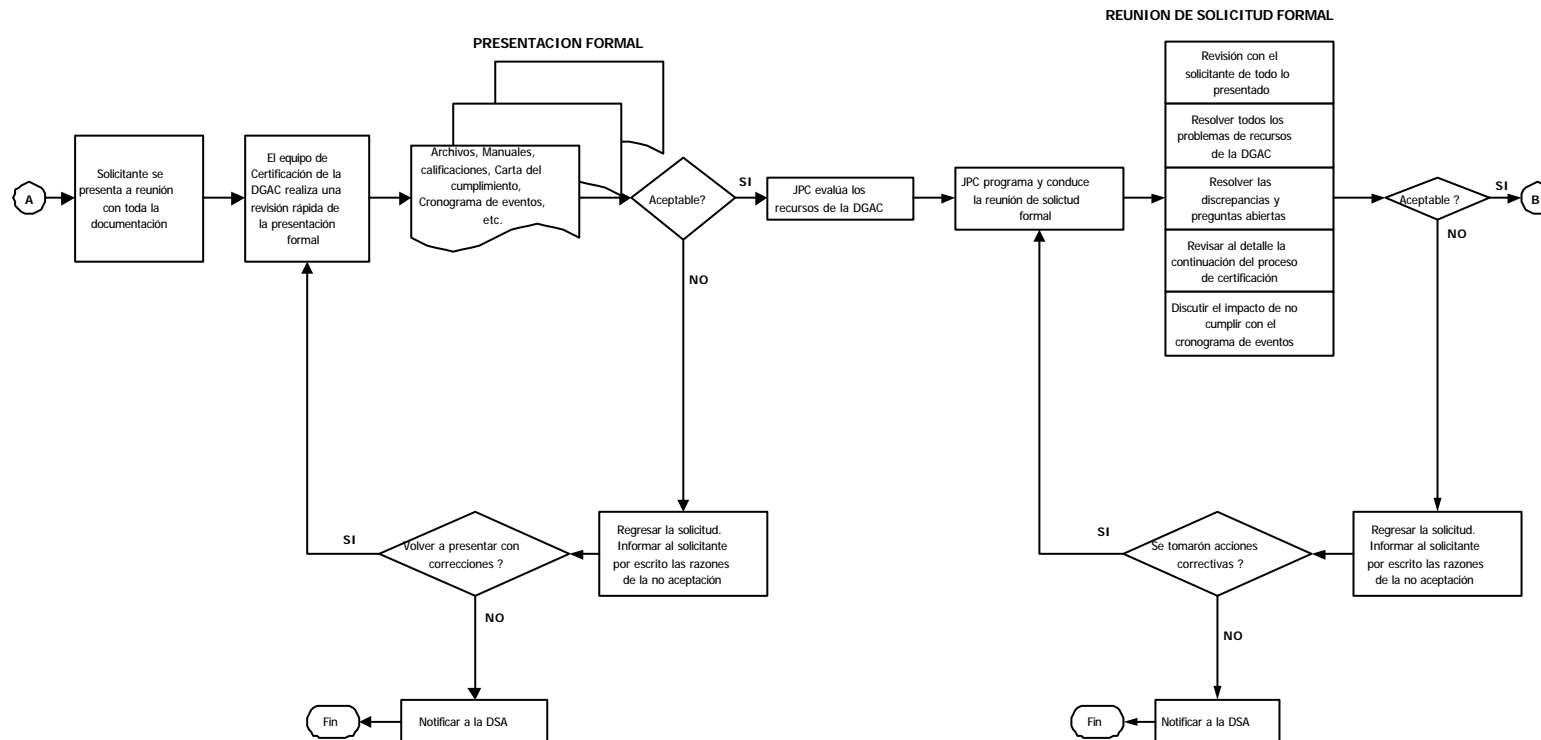 REUNION DE SOLICITUD FORMAL
PRESENTACION FORMAL
A
Solicitante se
presenta a reunión
con toda la
documentación
El equipo de
Certificación de la
DGAC realiza una
revisión rápida de
la presentación
formal
Archivos, Manuales,
calificaciones, Carta del
cumplimiento,
Cronograma de eventos,
etc.
Aceptable?
SI
NO
JPC evalúa los
recursos de la DGAC
JPC programa y conduce
la reunión de solictud
formal
Revisión con el
solicitante de todo lo
presentado
Resolver todos los
problemas de recursos
de la DGAC
Resolver las
discrepancias y
preguntas abiertas
Revisar al detalle la
continuación del proceso
de certificación
Discutir el impacto de no
cumplir con el
cronograma de eventos
Aceptable ?
SI
B
NO
Regresar la solicitud.
Informar al solicitante
por escrito las razones
de la no aceptación
Volver a presentar con
correcciones ?
SI
NO
Notificar a la DSA
Fin
Regresar la solicitud.
Informar al solicitante
por escrito las razones
de la no aceptación
Se tomarón acciones
correctivas ?
SI
NO
Notificar a la DSA
Fin